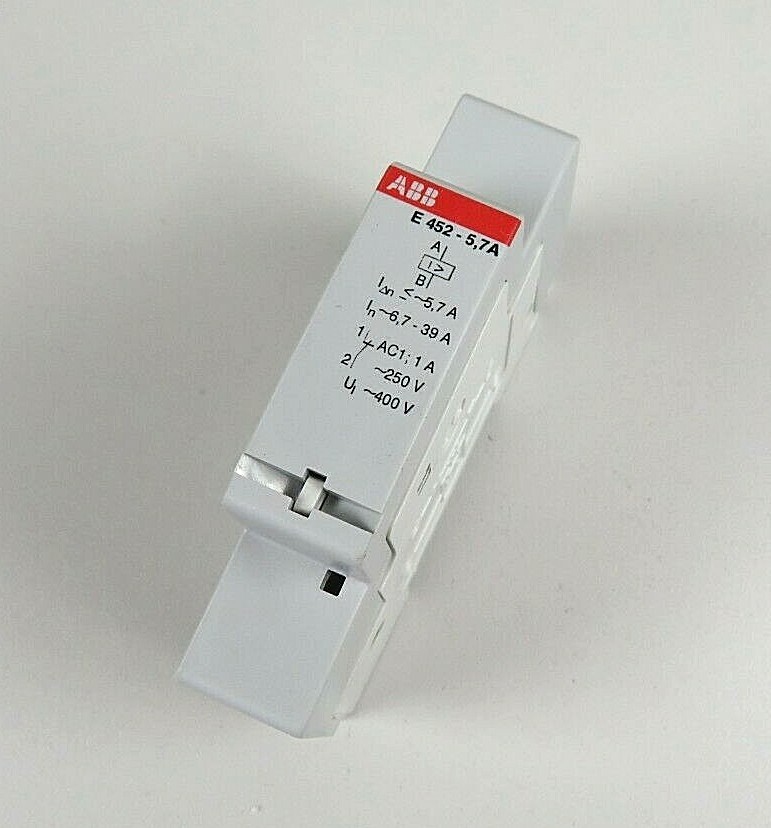 ABB
E 452 - 5,7A
A
I >
B
IΔn ≤ ~5,7 A
In ~6,7 - 39 A
1 AC1; 1 A
2 ~250 V
Ui ~400 V